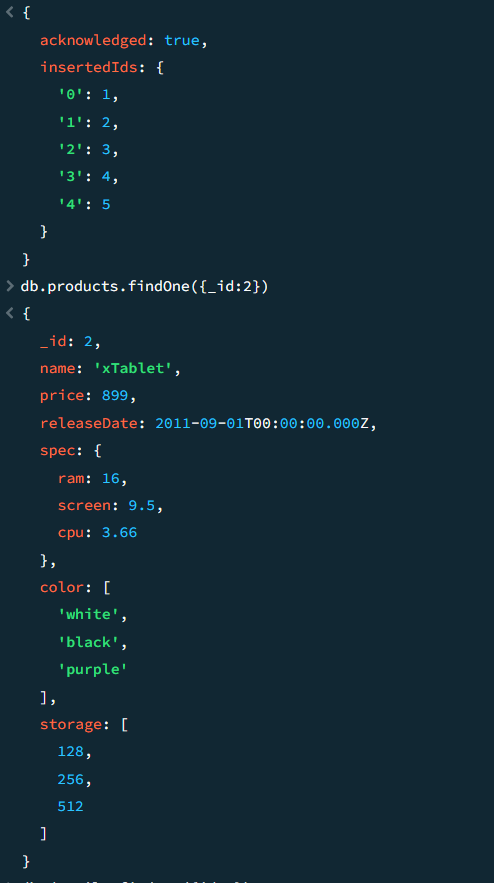 {
acknowledged: true,
insertedIds: {
'0': 1,
'1': 2,
'2': 3,
'3': 4,
'4': 5
}
}
> db.products.findOne({_id:2})
< {
_id: 2,
name: 'xTablet',
price: 899,
releaseDate: 2011-09-01T00:00:00.000Z,
spec: {
ram: 16,
screen: 9.5,
cpu: 3.66
},
color: [
'white',
'black',
'purple'
],
storage: [
128,
256,
512
]
}